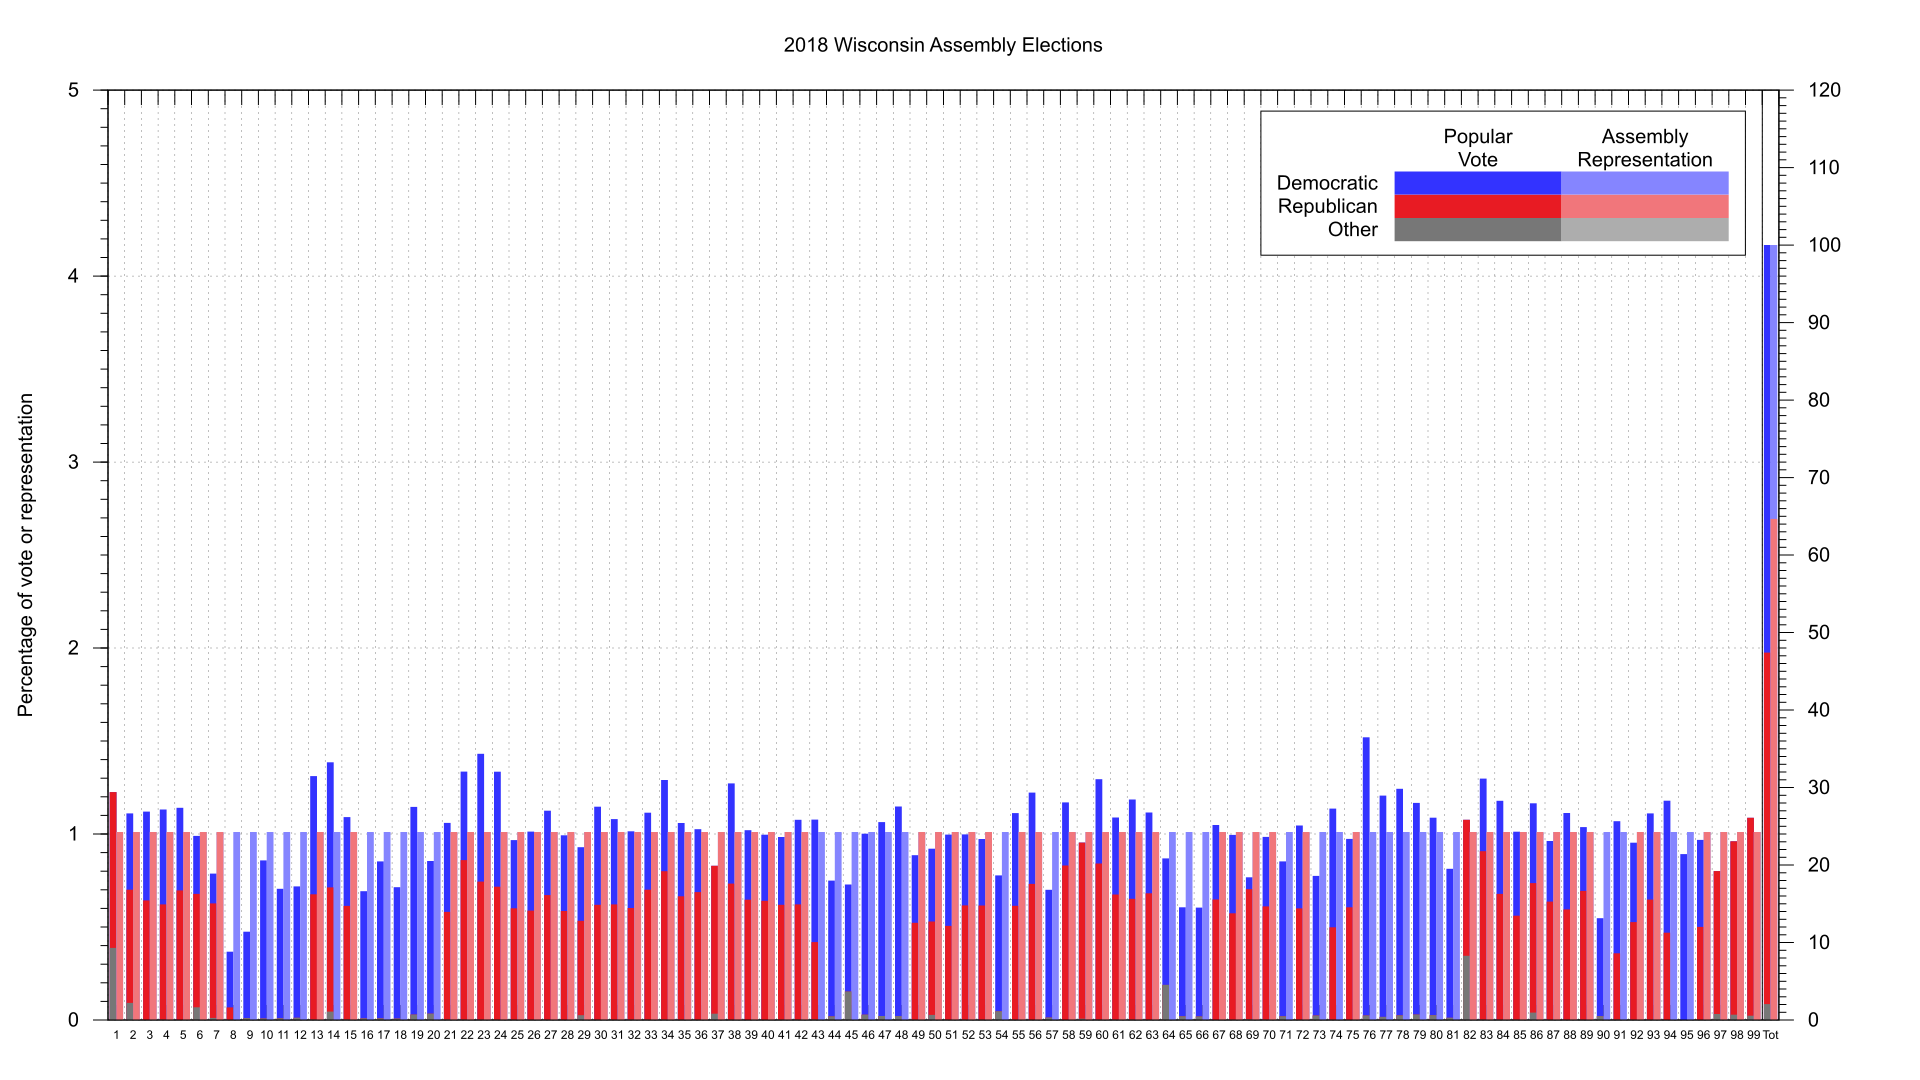 2018 Wisconsin Assembly Elections
5
4
3
2
1
0
Percentage of vote or representation
120
110
100
90
80
70
60
50
40
30
20
10
0
Popular Vote
Assembly Representation
Democratic
Republican
Other
1 2 3 4 5 6 7 8 9 10 11 12 13 14 15 16 17 18 19 20 21 22 23 24 25 26 27 28 29 30 31 32 33 34 35 36 37 38 39 40 41 42 43 44 45 46 47 48 49 50 51 52 53 54 55 56 57 58 59 60 61 62 63 64 65 66 67 68 69 70 71 72 73 74 75 76 77 78 79 80 81 82 83 84 85 86 87 88 89 90 91 92 93 94 95 96 97 98 99 Tot